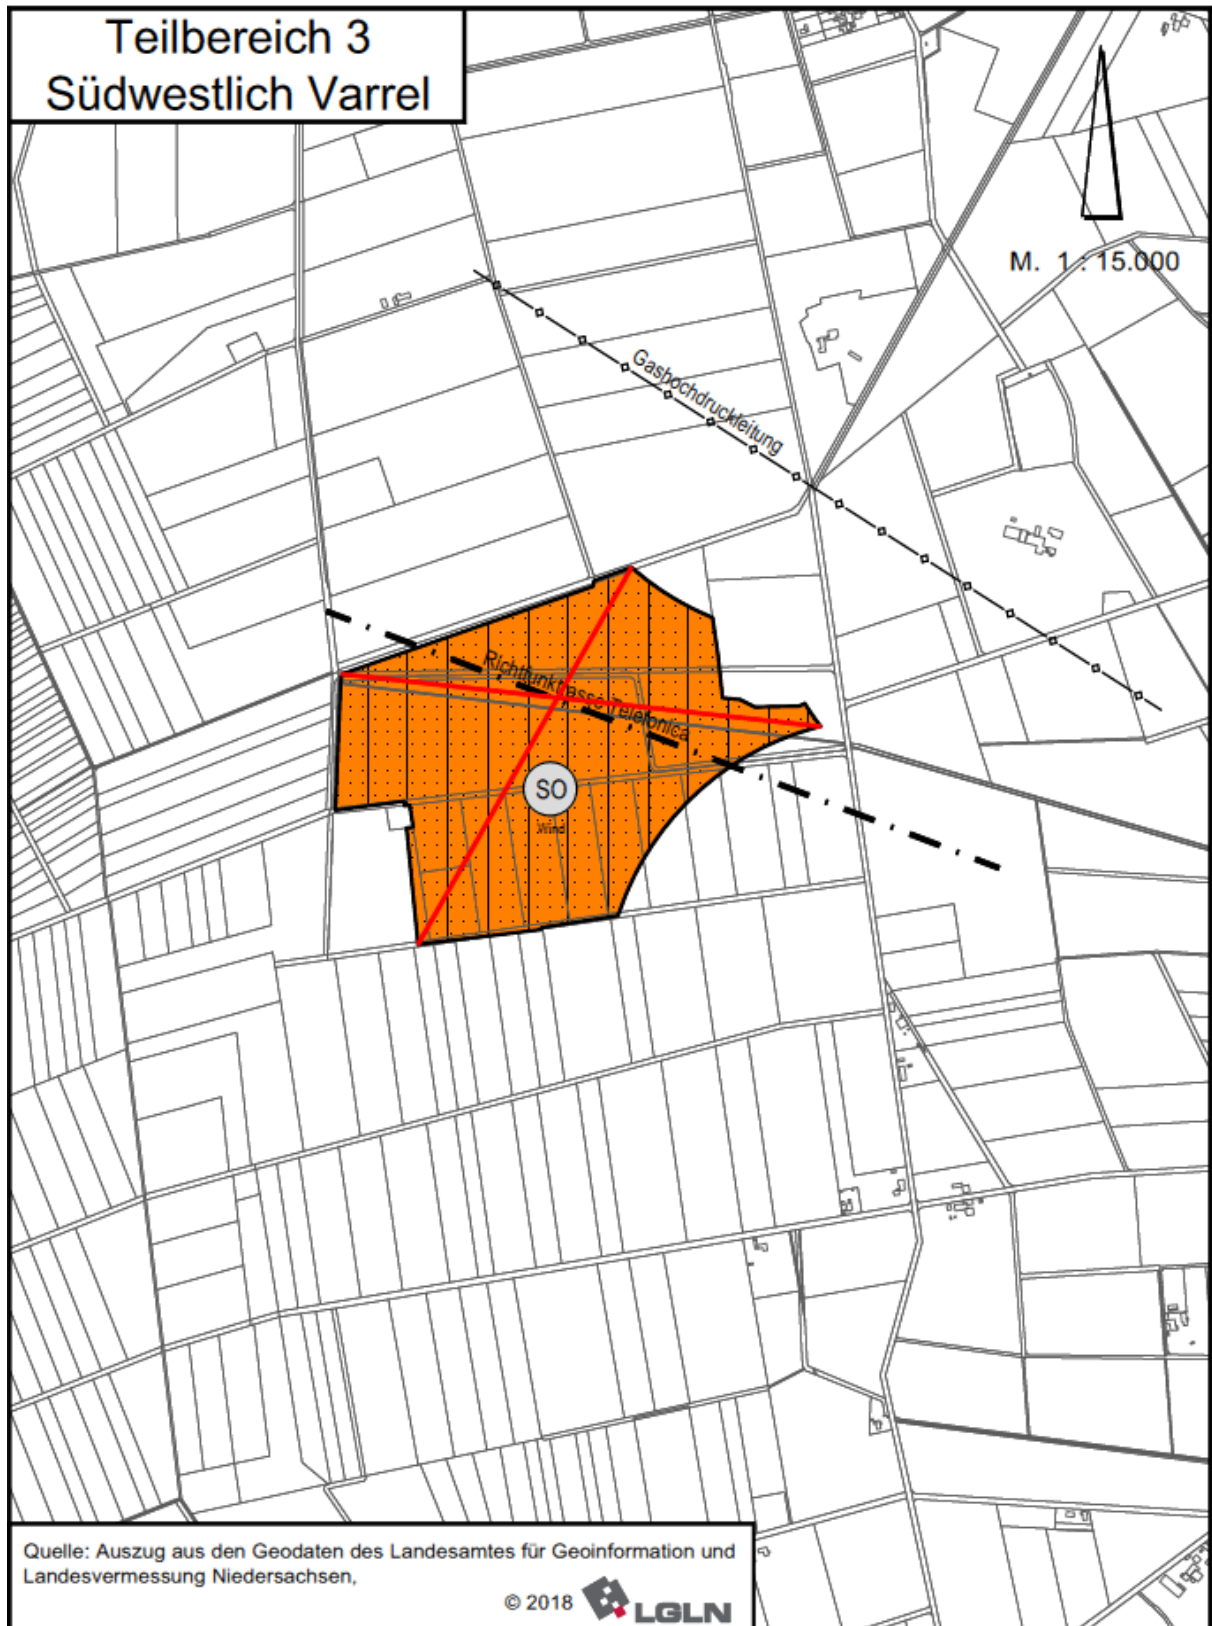 Teilbereich 3
Südwestlich Varrel
M. 1 : 15.000
Gashochdruckleitung
Richtfunktrasse Telefonica
SO
Wind
Quelle: Auszug aus den Geodaten des Landesamtes für Geoinformation und
Landesvermessung Niedersachsen,
© 2018 LGLN